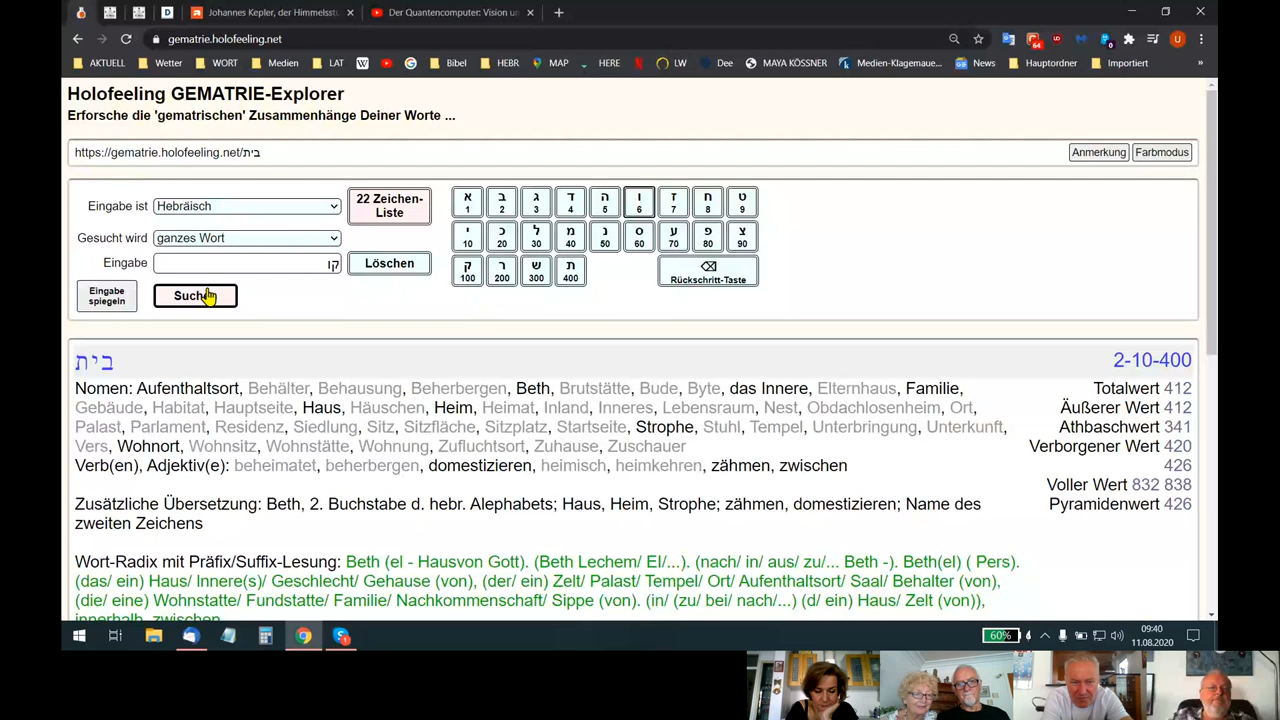 Johannes Kepler, der Himmelsstü
Der Quantencomputer: Vision un
gematrie.holofeeling.net
64
0
U
AKTUELL
Wetter
WORT
Medien
LAT
Bibel
HEBR
MAP
HERE
LW
Dee
MAYA KÖSSNER
Medien-Klagemaue...
News
Hauptordner
Importiert
»
Holofeeling GEMATRIE-Explorer
Erforsche die 'gematrischen' Zusammenhänge Deiner Worte ...
https://gematrie.holofeeling.net/בית
Anmerkung
Farbmodus
Eingabe ist
Hebräisch
22 Zeichen-
Liste
Gesucht wird
ganzes Wort
Eingabe
קו
Löschen
Eingabe
spiegeln
Such
א ב ג ד ה ו ז ח ט
1 2 3 4 5 6 7 8 9
י כ ל מ נ ס ע פ צ
10 20 30 40 50 60 70 80 90
ק ר ש ת
100 200 300 400
Rückschritt-Taste
בית
2-10-400
Nomen: Aufenthaltsort, Behälter, Behausung, Beherbergen, Beth, Brutstätte, Bude, Byte, das Innere, Elternhaus, Familie,
Gebäude, Habitat, Hauptseite, Haus, Häuschen, Heim, Heimat, Inland, Inneres, Lebensraum, Nest, Obdachlosenheim, Ort,
Palast, Parlament, Residenz, Siedlung, Sitz, Sitzfläche, Sitzplatz, Startseite, Strophe, Stuhl, Tempel, Unterbringung, Unterkunft,
Vers, Wohnort, Wohnsitz, Wohnstätte, Wohnung, Zufluchtsort, Zuhause, Zuschauer
Verb(en), Adjektiv(e): beheimatet, beherbergen, domestizieren, heimisch, heimkehren, zähmen, zwischen
Totalwert 412
Äußerer Wert 412
Athbaschwert 341
Verborgener Wert 420
426
Voller Wert 832 838
Pyramidenwert 426
Zusätzliche Übersetzung: Beth, 2. Buchstabe d. hebr. Alephabets; Haus, Heim, Strophe; zähmen, domestizieren; Name des
zweiten Zeichens
Wort-Radix mit Präfix/Suffix-Lesung: Beth (el - Hausvon Gott). (Beth Lechem/ El/...). (nach/ in/ aus/ zu/... Beth -). Beth(el) ( Pers).
(das/ ein) Haus/ Innere(s)/ Geschlecht/ Gehause (von), (der/ ein) Zelt/ Palast/ Tempel/ Ort/ Aufenthaltsort/ Saal/ Behalter (von),
(die/ eine) Wohnstatte/ Fundstatte/ Familie/ Nachkommenschaft/ Sippe (von). (in/ (zu/ bei/ nach/...) (d/ ein) Haus/ Zelt (von)),
innerhalb, zwischen
60%
09:40
11.08.2020